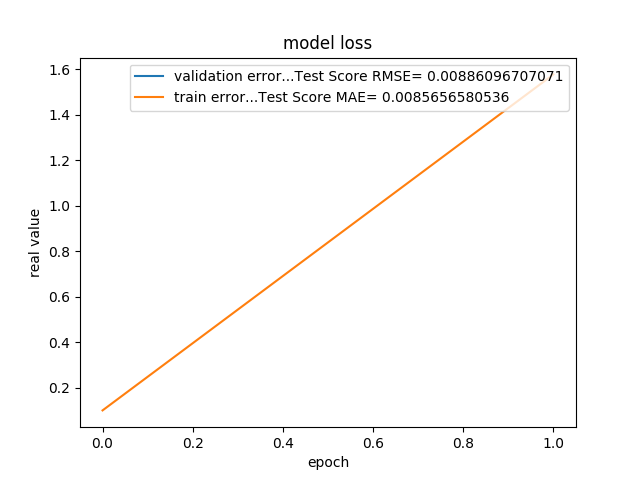 model loss
validation error...Test Score RMSE= 0.00886096707071
train error...Test Score MAE= 0.0085656580536
1.6
1.4
1.2
1.0
0.8
0.6
0.4
0.2
real value
0.0 0.2 0.4 0.6 0.8 1.0
epoch